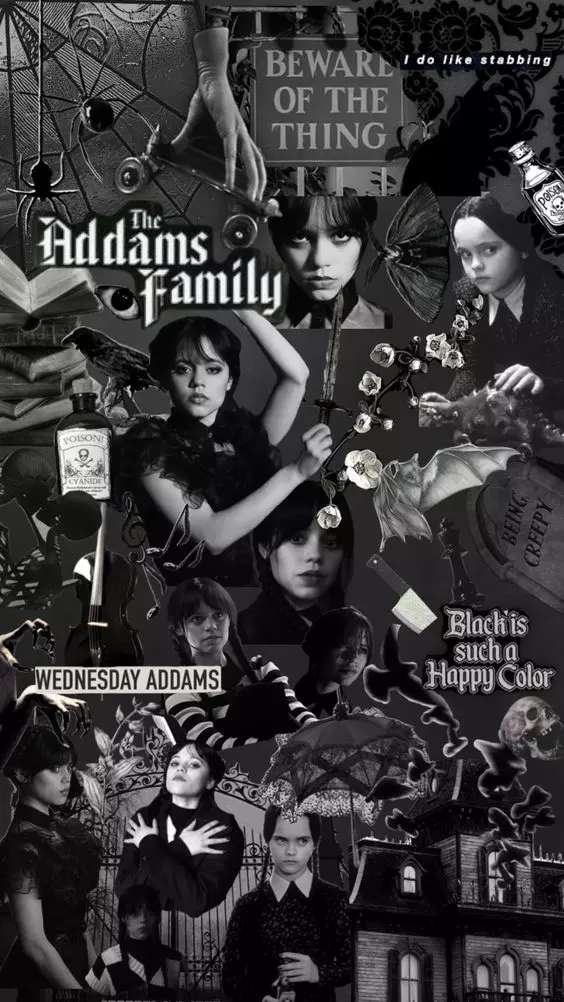 BEWARE
OF THE
THING
I do like stabbing
POISON
The
Addams
Family
POISON!
CYANIDE
BEING
CREEPY
Black is
such a
Happy Color
WEDNESDAY ADDAMS